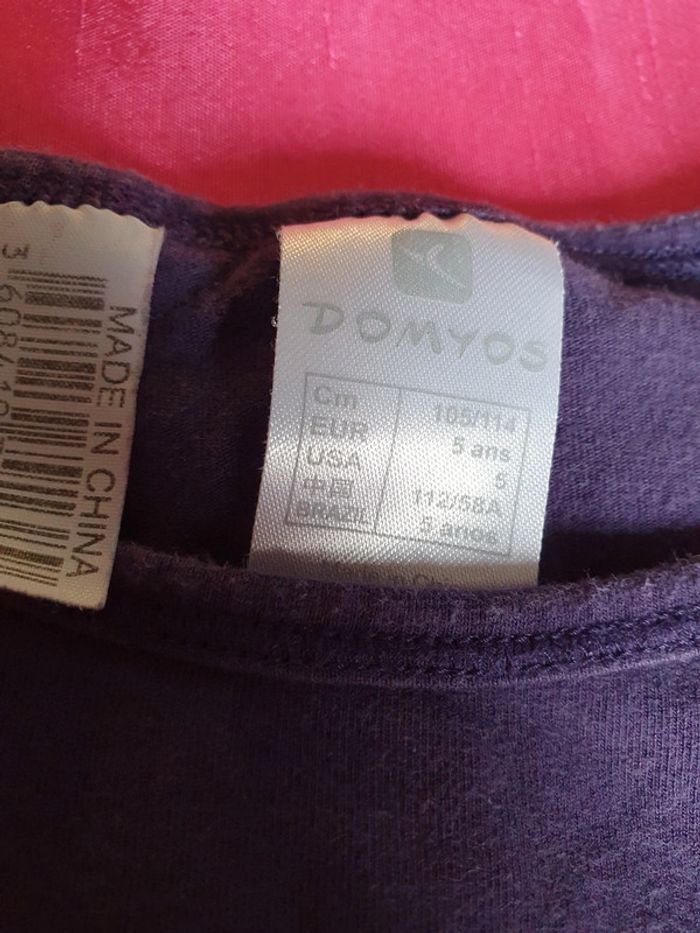 MADE IN CHINA
DOMYOS
Cm 105/114
EUR 5 ans
USA 5
中国 112/58A
BRAZIL 5 anos